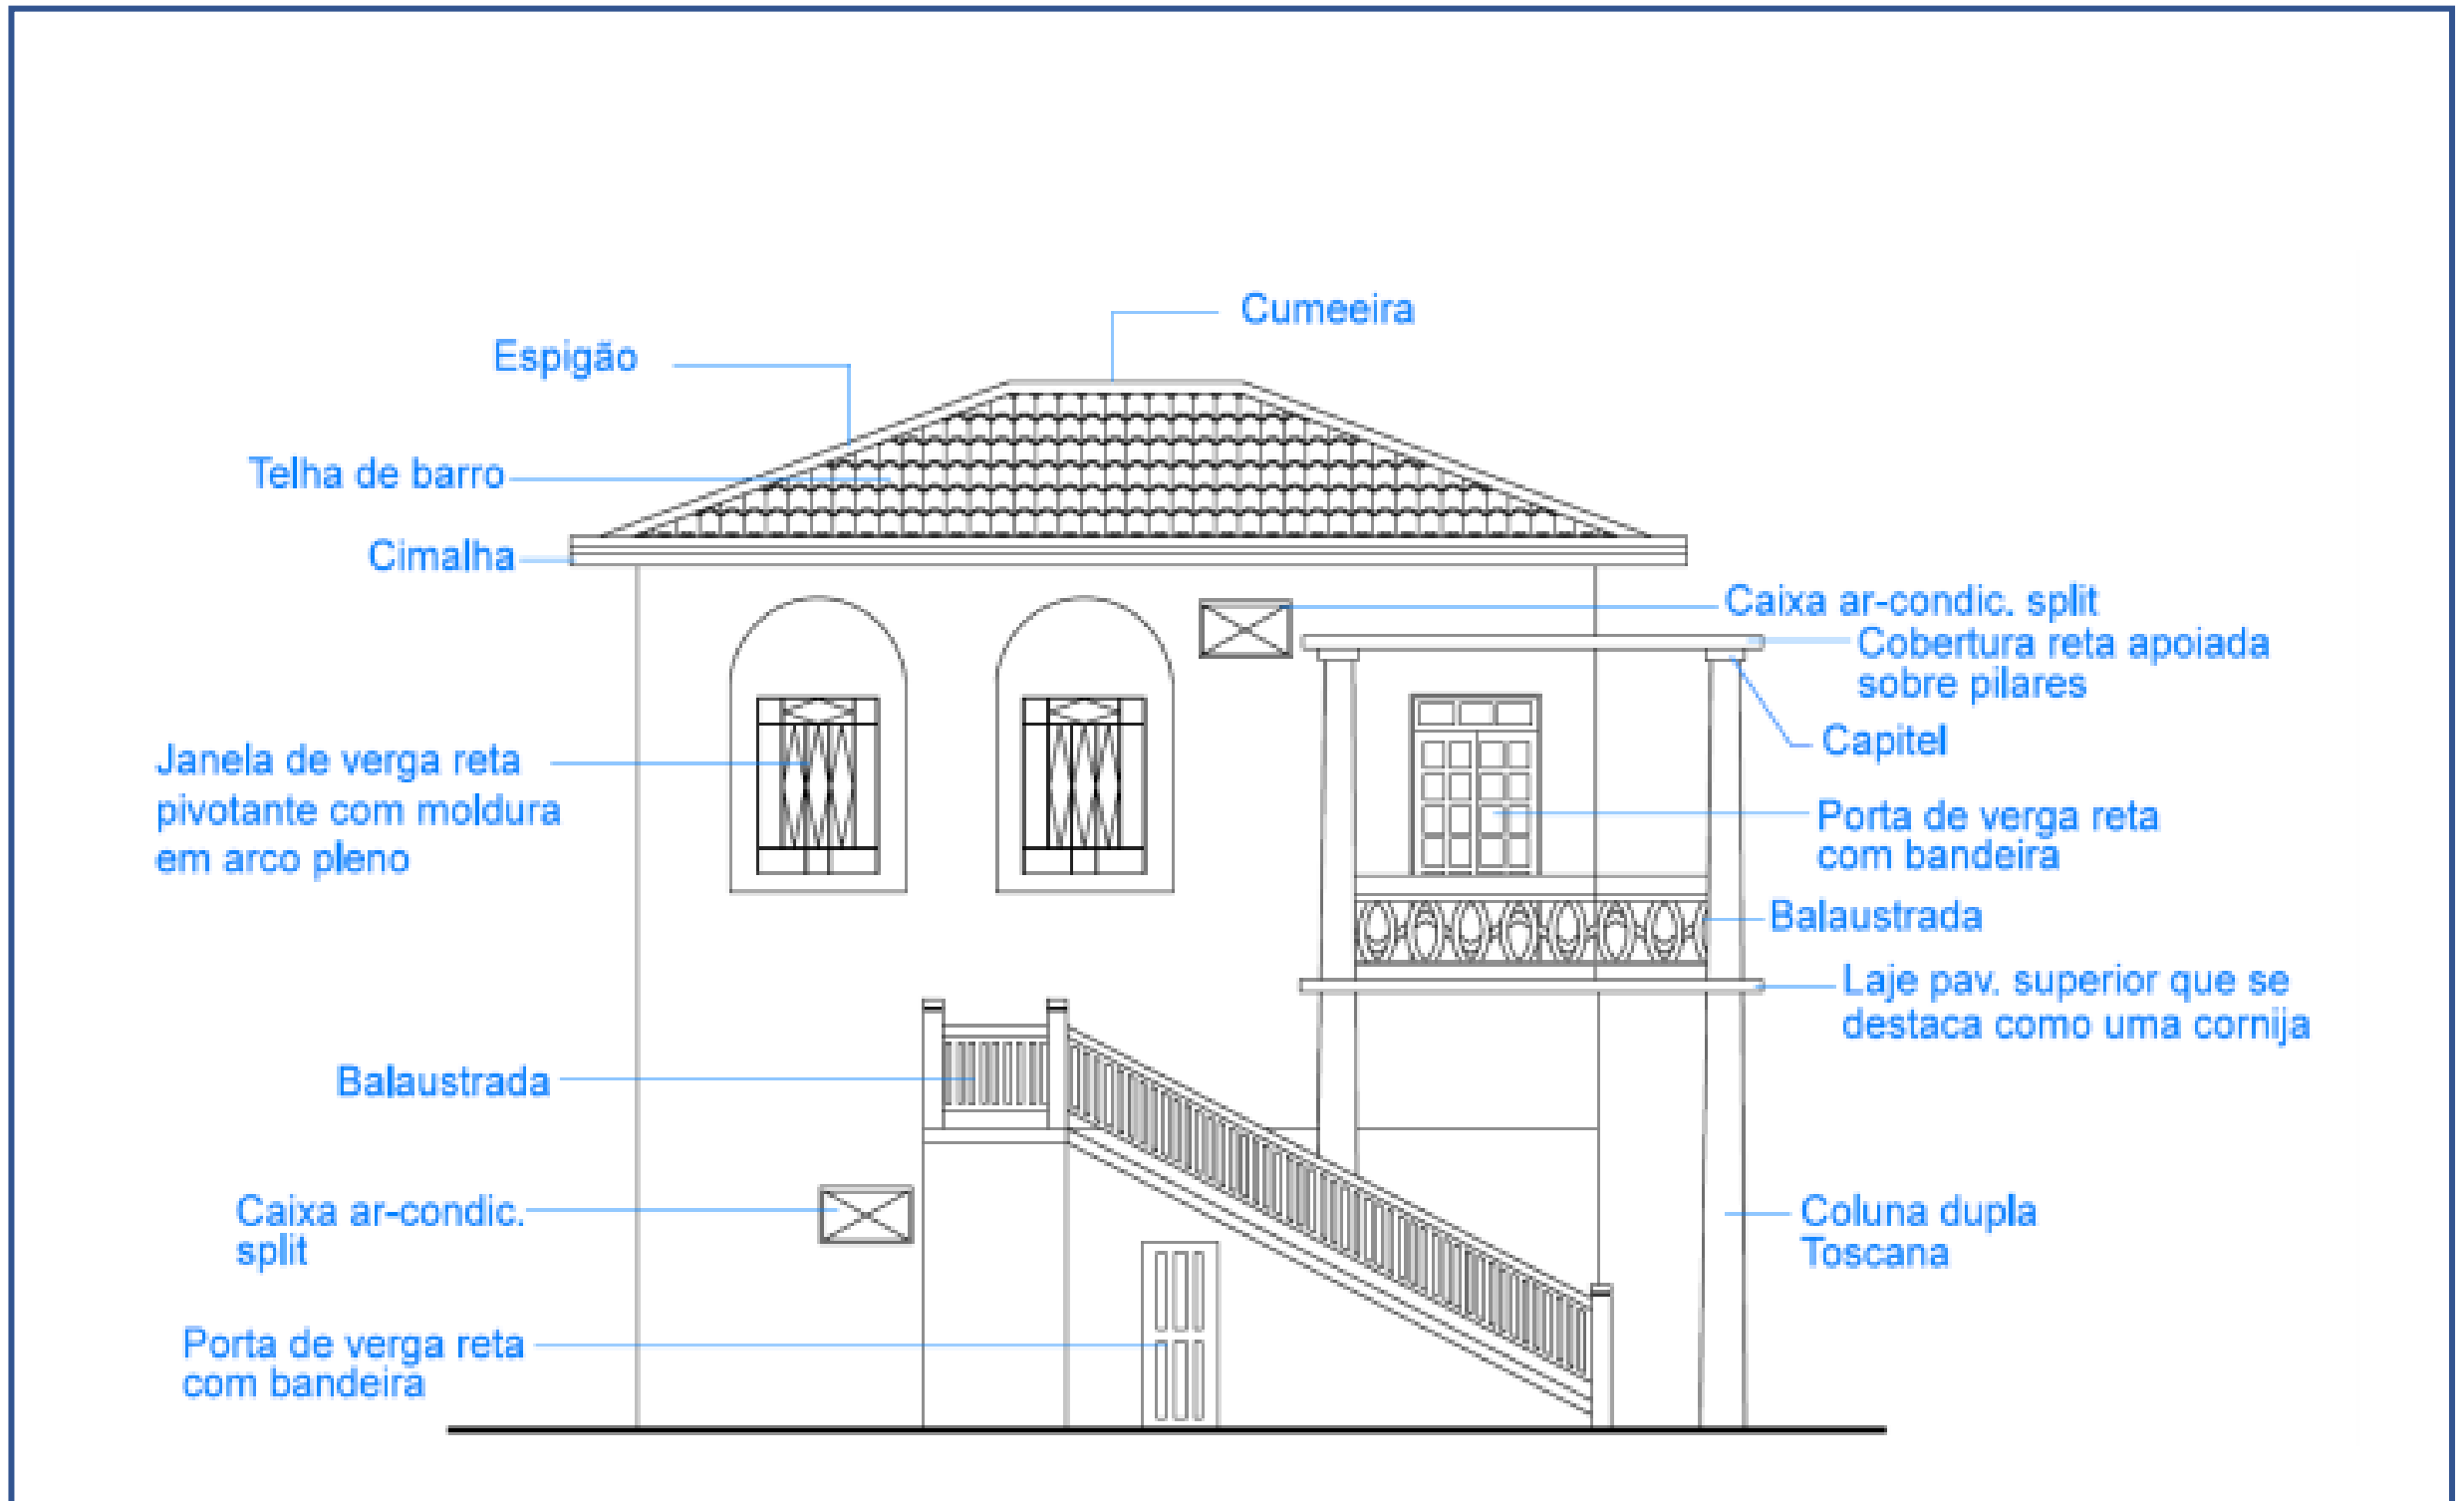 Cumeeira
Espigão
Telha de barro
Cimalha
Caixa ar-condic. split
Cobertura reta apoiada
sobre pilares
Capitel
Janela de verga reta
pivotante com moldura
em arco pleno
Porta de verga reta
com bandeira
Balaustrada
Laje pav. superior que se
destaca como uma cornija
Balaustrada
Caixa ar-condic.
split
Coluna dupla
Toscana
Porta de verga reta
com bandeira